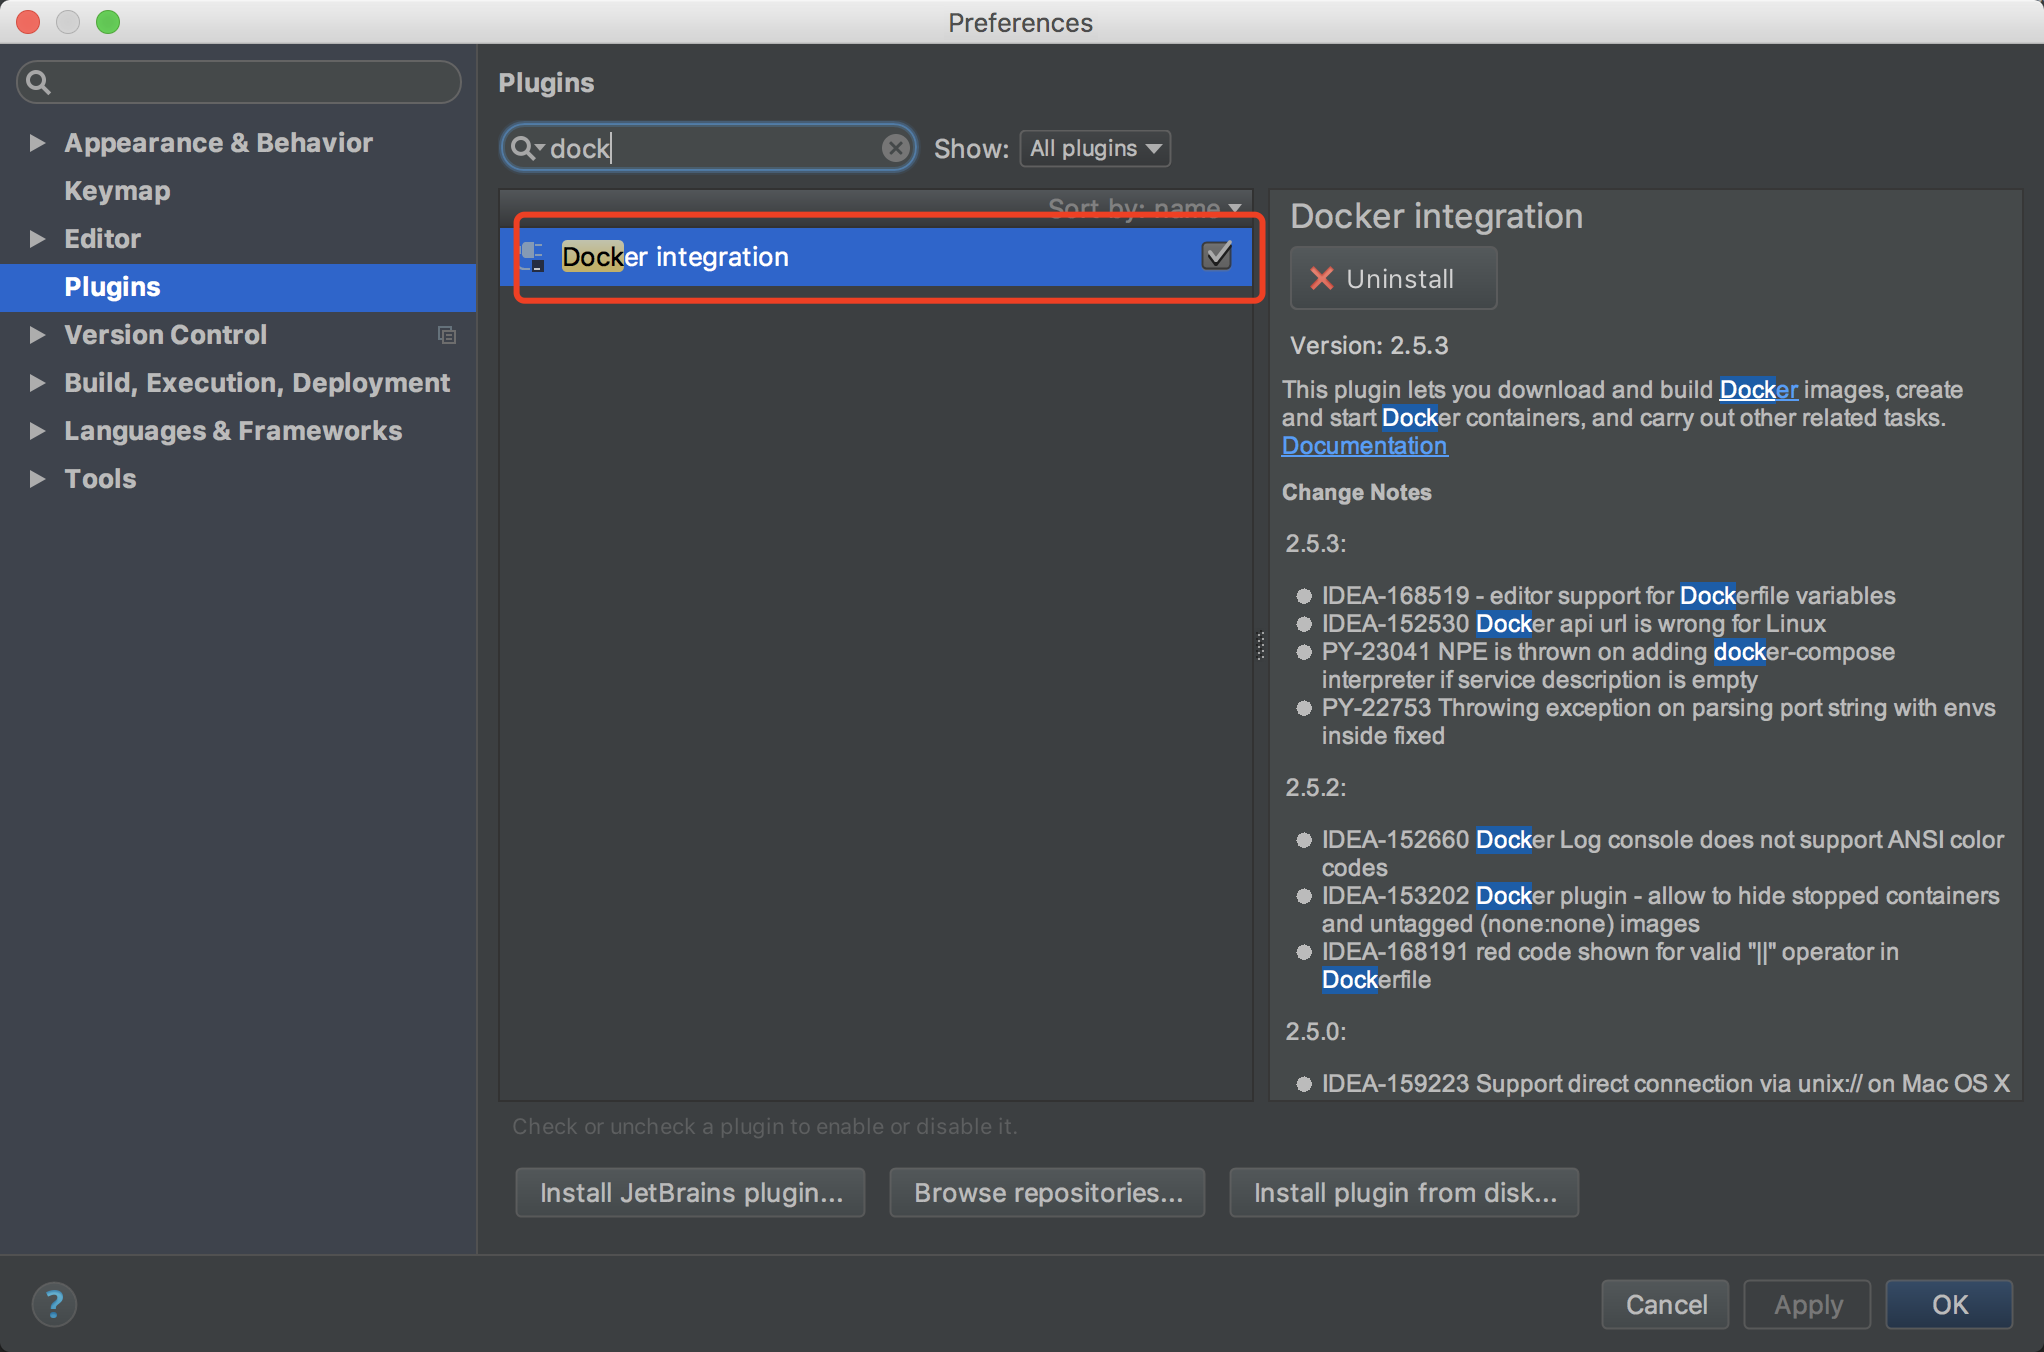 Preferences
Appearance & Behavior
Keymap
Editor
Plugins
Version Control
Build, Execution, Deployment
Languages & Frameworks
Tools
Plugins
dock
Show: All plugins
Sort by: name
Docker integration
Docker integration
Uninstall
Version: 2.5.3
This plugin lets you download and build Docker images, create
and start Docker containers, and carry out other related tasks.
Documentation
Change Notes
2.5.3:
IDEA-168519 - editor support for Dockerfile variables
IDEA-152530 Docker api url is wrong for Linux
PY-23041 NPE is thrown on adding docker-compose
interpreter if service description is empty
PY-22753 Throwing exception on parsing port string with envs
inside fixed
2.5.2:
IDEA-152660 Docker Log console does not support ANSI color
codes
IDEA-153202 Docker plugin - allow to hide stopped containers
and untagged (none:none) images
IDEA-168191 red code shown for valid "||" operator in
Dockerfile
2.5.0:
IDEA-159223 Support direct connection via unix:// on Mac OS X
Check or uncheck a plugin to enable or disable it.
Install JetBrains plugin...
Browse repositories...
Install plugin from disk...
?
Cancel
Apply
OK